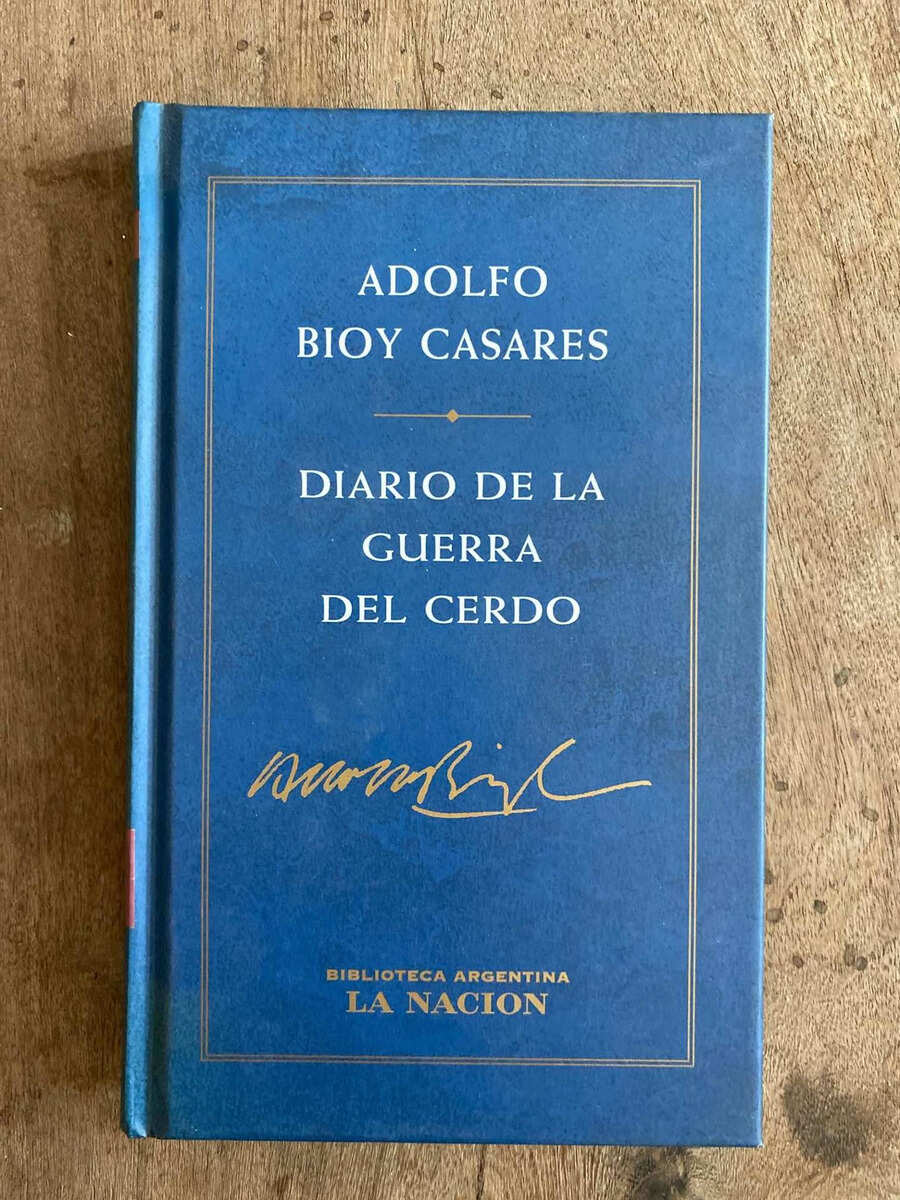 ADOLFO
BIOY CASARES
DIARIO DE LA
GUERRA
DEL CERDO
BIBLIOTECA ARGENTINA
LA NACION